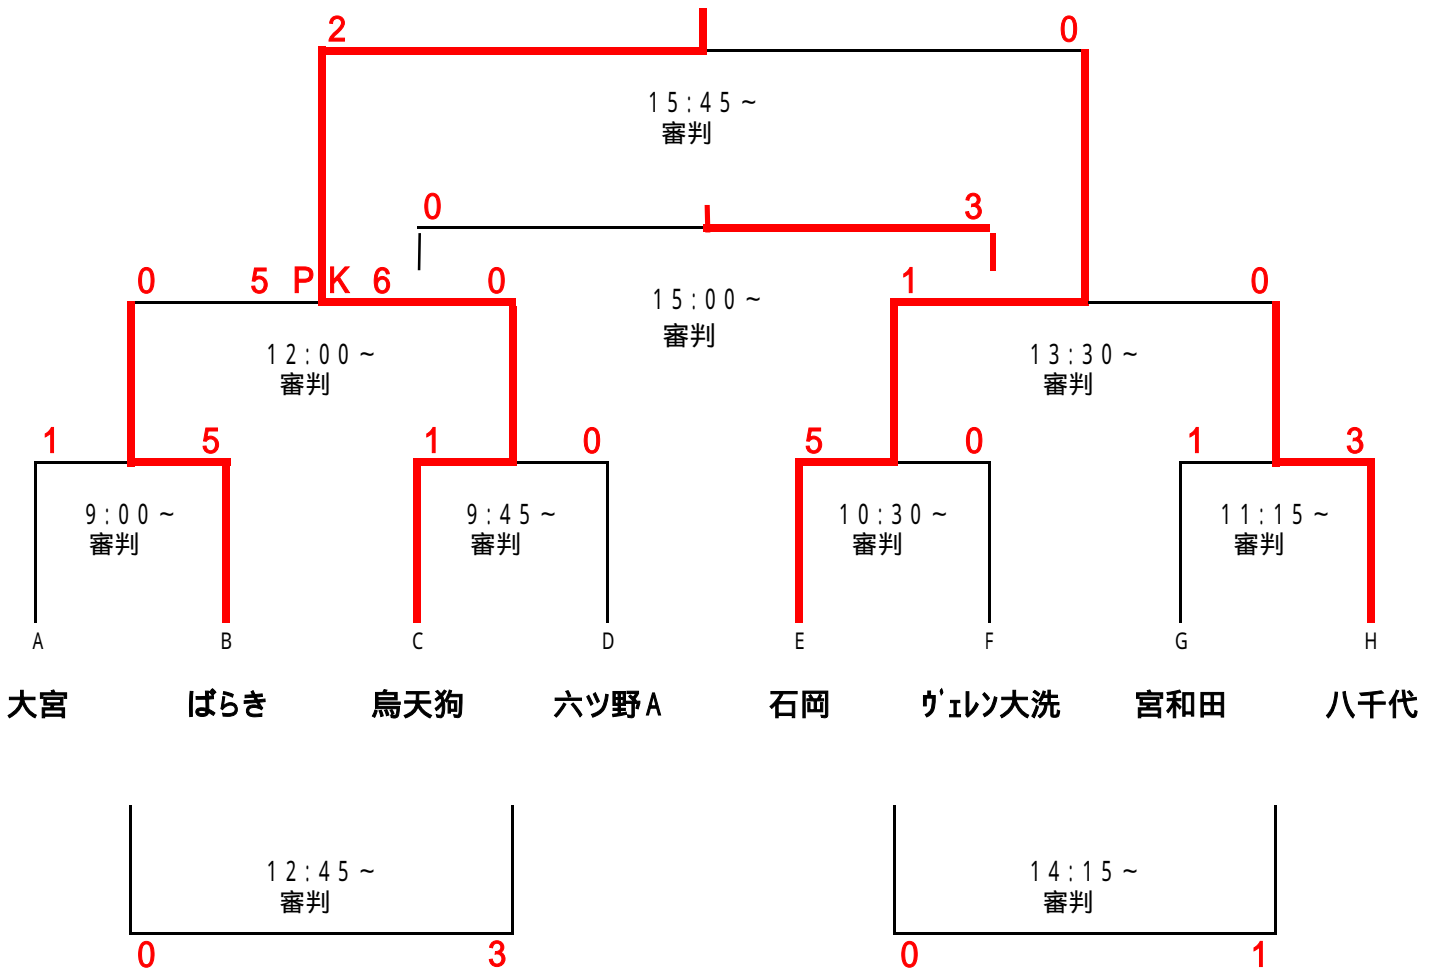 2 0
15:45～
審判
0 3
0 5 PK 6 0 1 0
15:00～
審判
12:00～ 13:30～
審判 審判
1 5 1 0 5 0 1 3
9:00～ 9:45～ 10:30～ 11:15～
審判 審判 審判 審判
A B C D E F G H
大宮 ばらき 烏天狗 六ツ野A 石岡 ヴェレン大洗 宮和田 八千代
12:45～ 14:15～
審判 審判
0 3 0 1